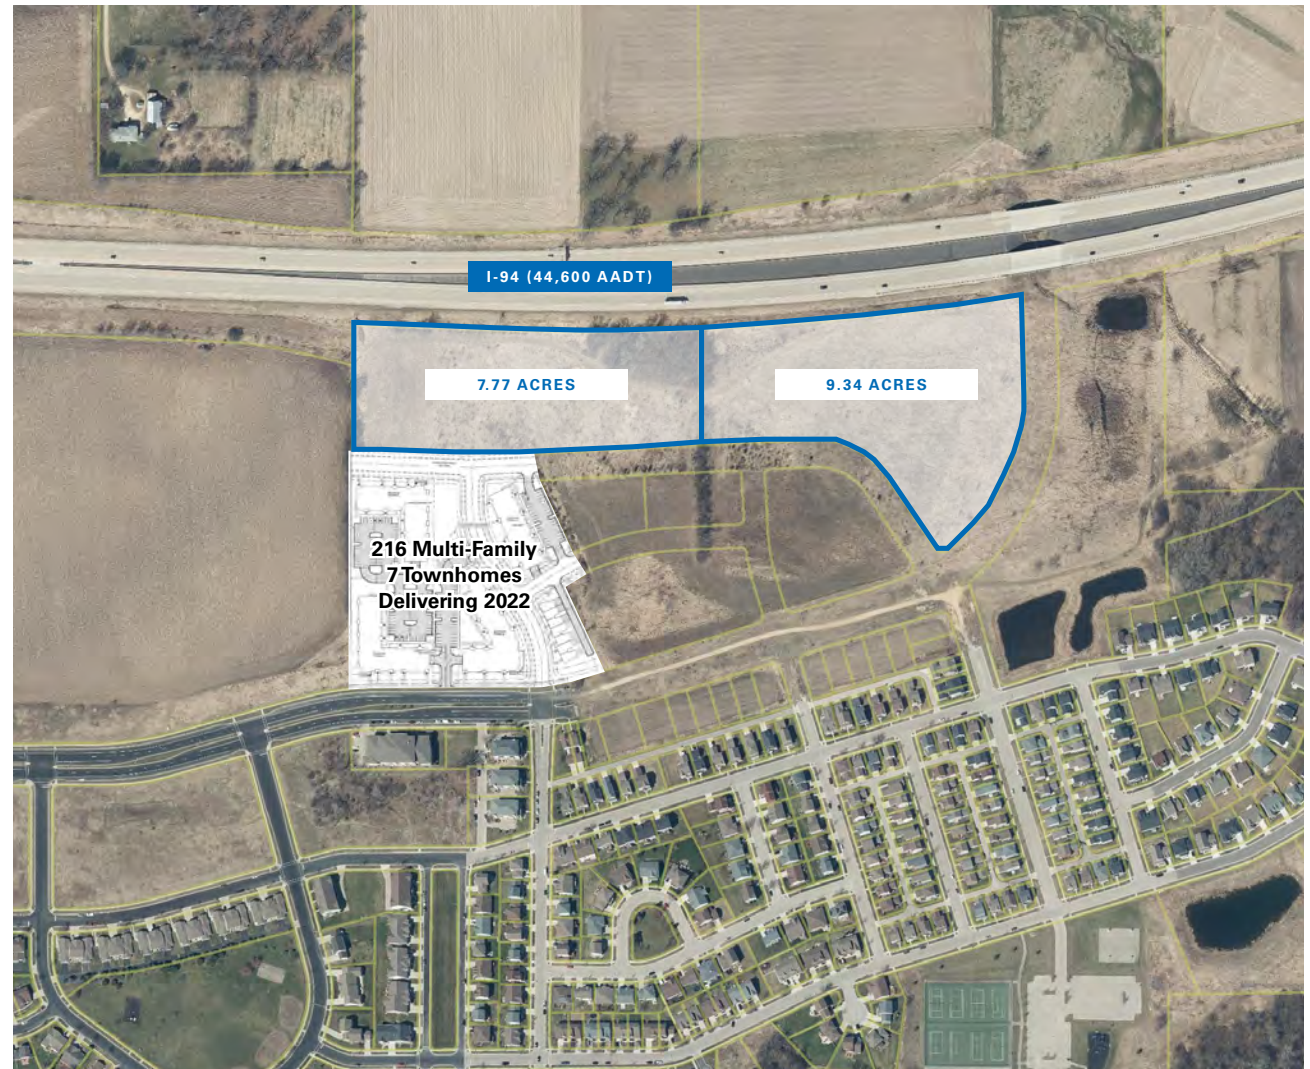 I-94 (44,600 AADT)
7.77 ACRES
9.34 ACRES
216 Multi-Family
7 Townhomes
Delivering 2022